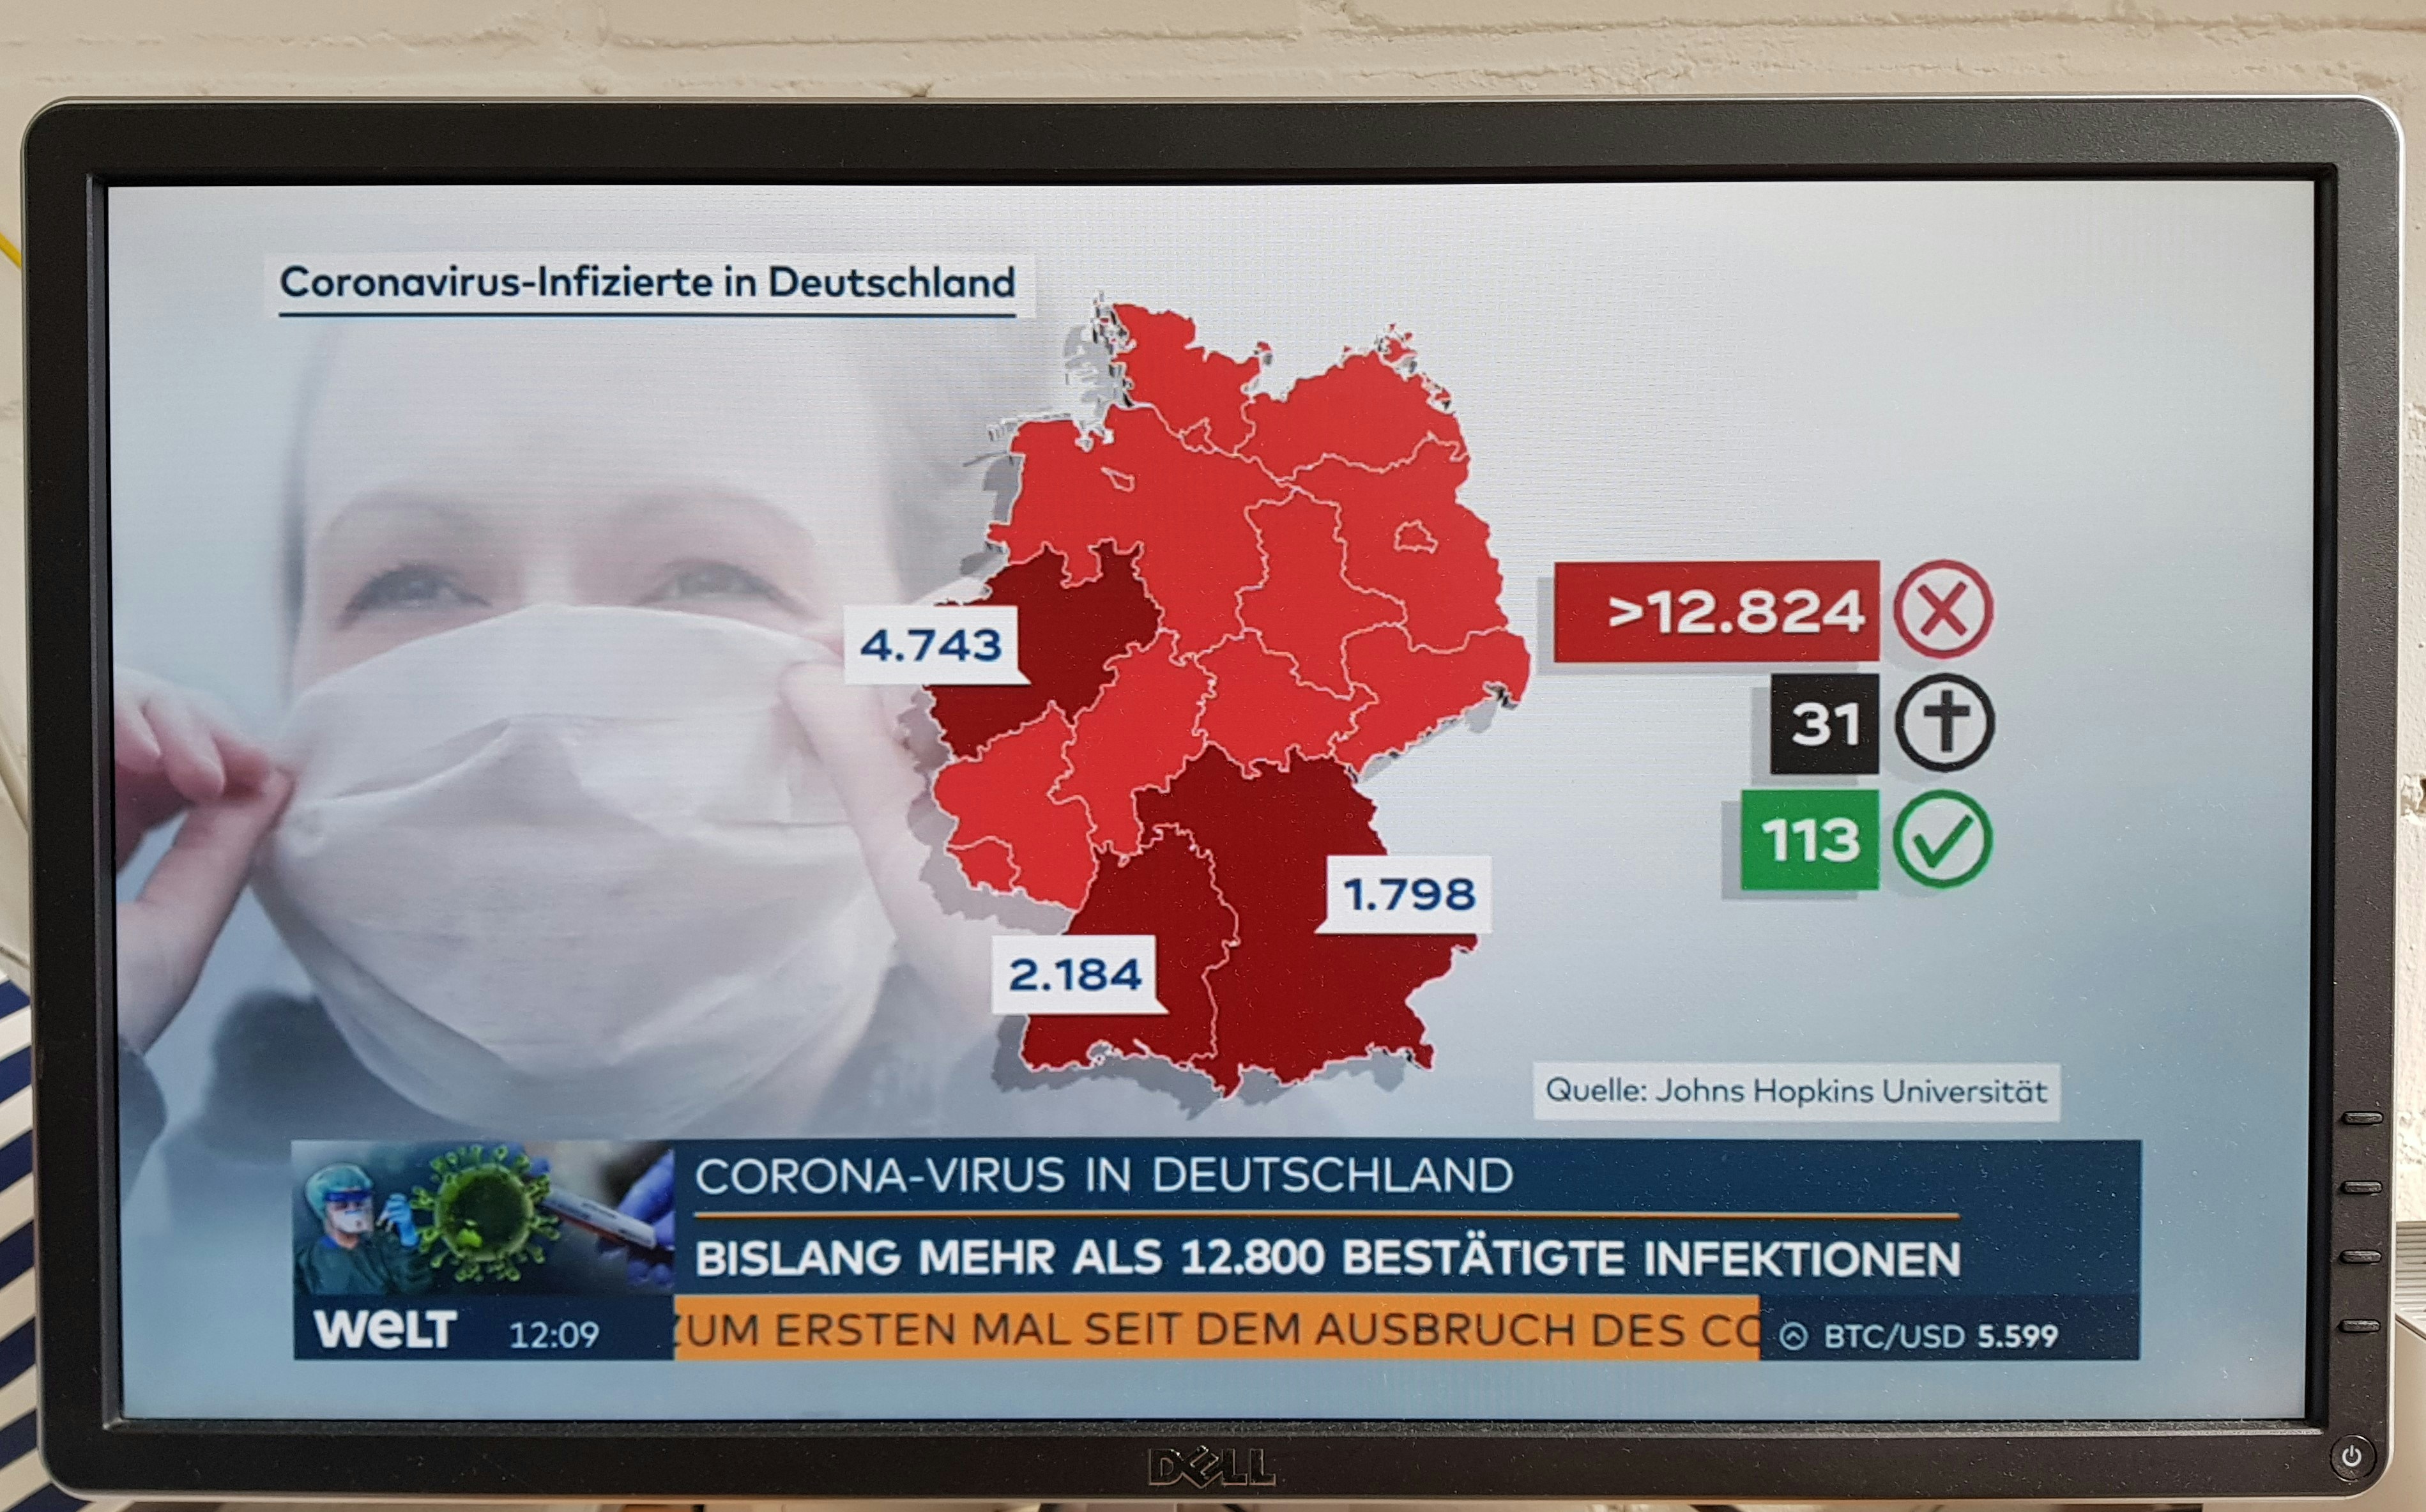 Coronavirus-Infizierte in Deutschland
4.743
>12.824
31
113
1.798
2.184
Quelle: Johns Hopkins Universität
CORONA-VIRUS IN DEUTSCHLAND
BISLANG MEHR ALS 12.800 BESTÄTIGTE INFEKTIONEN
WELT 12:09 ZUM ERSTEN MAL SEIT DEM AUSBRUCH DES BTC/USD 5.599
DELL